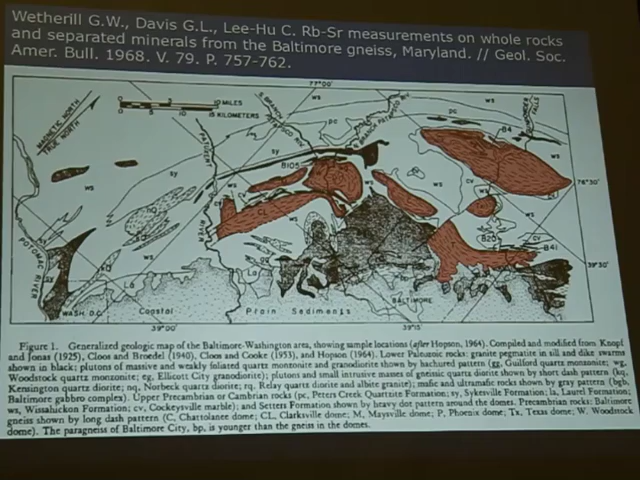 Wetherill G.W., Davis G.L., Lee-Hu C. Rb-Sr measurements on whole rocks
and separated minerals from the Baltimore gneiss, Maryland. // Geol. Soc.
Amer. Bull. 1968. V. 79. P. 757-762.
77°00'
MAGNETIC NORTH
TRUE NORTH
10 MILES
15 KILOMETERS
PATUXENT
RIVER
B105
84
76°30'
CL
B20
B41
39°30'
POTOMAC RIVER
WASH. D.C.
Coastal Plain Sediments
BALTIMORE
39°00'
39°15'
Figure 1. Generalized geologic map of the Baltimore-Washington area, showing sample locations (after Hopson, 1964). Compiled and modified from Knopf
and Jonas (1925), Cloos and Broedel (1940), Cloos and Cooke (1953), and Hopson (1964). Lower Paleozoic rocks: granite pegmatite in sill and dike swarms
shown in black; plutons of massive and weakly foliated quartz monzonite and granodiorite shown by hachured pattern (gg, Guilford quartz monzonite, wg,
Woodstock quartz monzonite; eg, Ellicott City granodiorite); plutons and small intrusive masses of gneissic quartz diorite shown by short dash pattern (kq,
Kensington quartz diorite; nq, Norbeck quartz diorite; rq, Relay quartz diorite and albite granite); mafic and ultramafic rocks shown by gray pattern (bgb,
Baltimore gabbro complex). Upper Precambrian or Cambrian rocks (pc, Peters Creek Quartzite Formation; sy, Sykesville Formation; la, Laurel Formation;
ws, Wissahickon Formation; cv, Cockeysville marble); and Setters Formation shown by heavy dot pattern around the domes. Precambrian rocks: Baltimore
gneiss shown by long dash pattern (C, Chattolanee dome; CL, Clarksville dome; M, Maysville dome; P, Phoenix dome; Tx, Texas dome; W, Woodstock
dome). The paragneiss of Baltimore City, bp, is younger than the gneiss in the domes.